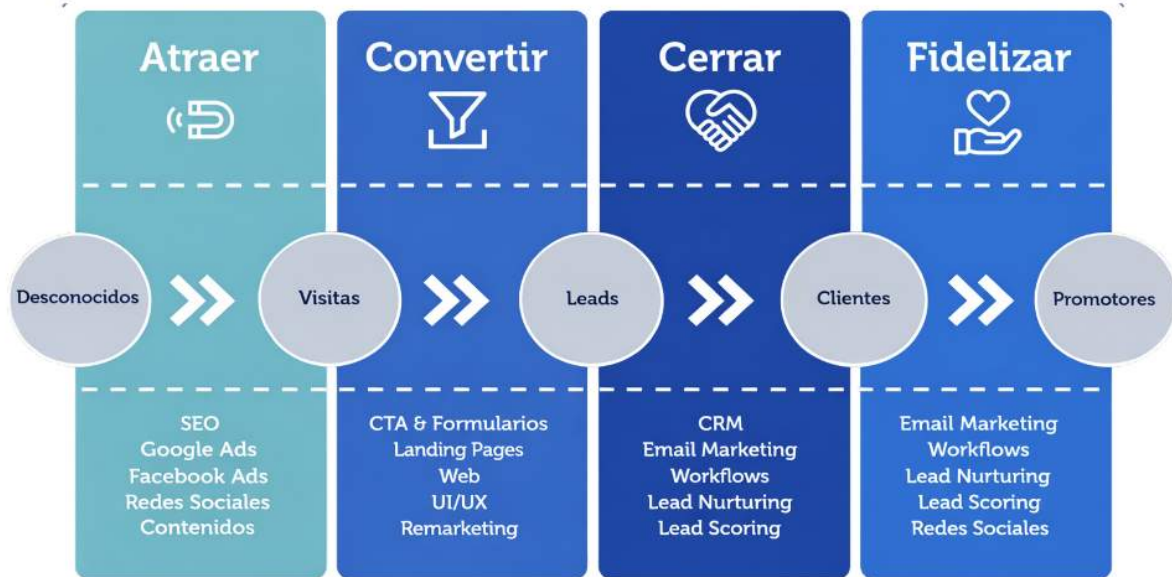 Atraer
Convertir
Cerrar
Fidelizar
Desconocidos
Visitas
Leads
Clientes
Promotores
SEO
Google Ads
Facebook Ads
Redes Sociales
Contenidos
CTA & Formularios
Landing Pages
Web
UI/UX
Remarketing
CRM
Email Marketing
Workflows
Lead Nurturing
Lead Scoring
Email Marketing
Workflows
Lead Nurturing
Lead Scoring
Redes Sociales